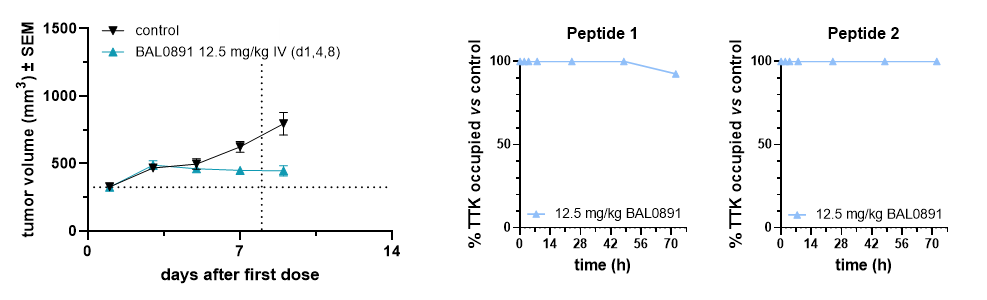 control
BAL0891 12.5 mg/kg IV (d1,4,8)
tumor volume (mm3) ± SEM
1500
1000
500
0
0
7
14
days after first dose
Peptide 1
% TTK occupied vs control
100
50
0
12.5 mg/kg BAL0891
0 14 28 42 56 70
time (h)
Peptide 2
% TTK occupied vs control
100
50
0
12.5 mg/kg BAL0891
0 14 28 42 56 70
time (h)